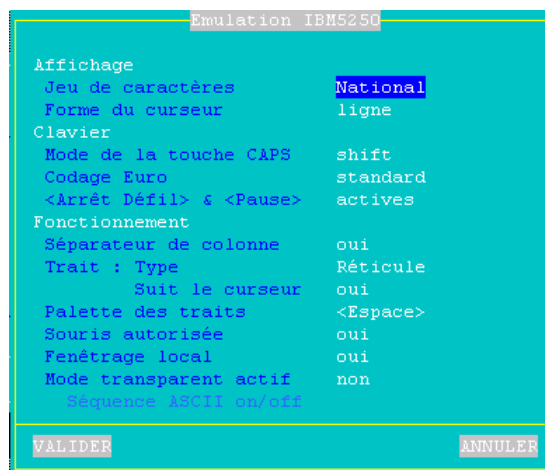 Emulation IBM5250
Affichage
Jeu de caractères National
Forme du curseur ligne
Clavier
Mode de la touche CAPS shift
Codage Euro standard
<Arrêt Défil> & <Pause> actives
Fonctionnement
Séparateur de colonne oui
Trait : Type Réticule
Suit le curseur oui
Palette des traits <Espace>
Souris autorisée oui
Fenêtrage local oui
Mode transparent actif non
Séquence ASCII on/off
VALIDER ANNULER